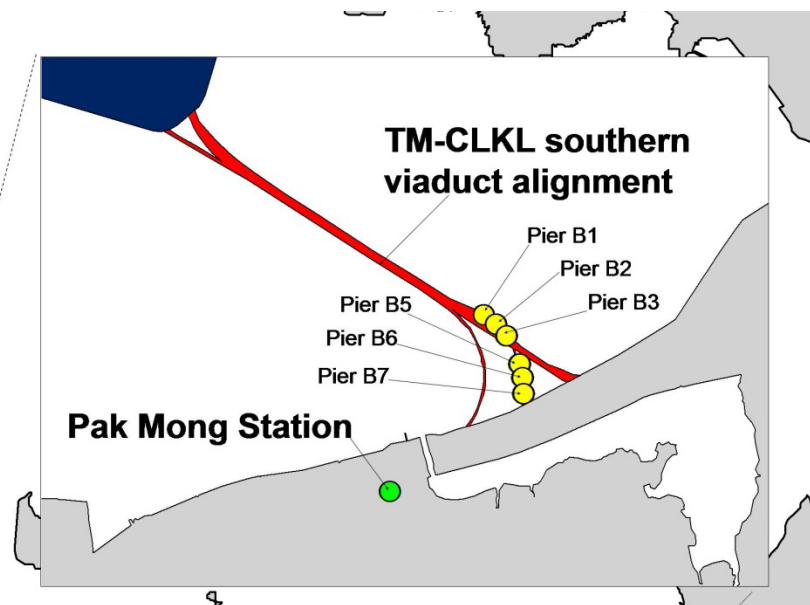 TM-CLKL southern
viaduct alignment
Pier B1
Pier B2
Pier B3
Pier B5
Pier B6
Pier B7
Pak Mong Station